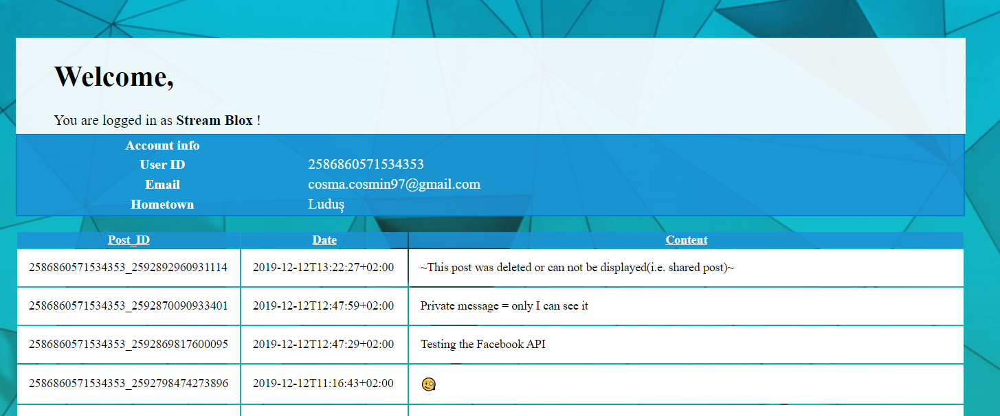 Welcome,
You are logged in as Stream Blox !
Account info
User ID 2586860571534353
Email cosma.cosmin97@gmail.com
Hometown Luduș
Post_ID Date Content
2586860571534353_2592892960931114 2019-12-12T13:22:27+02:00 ~This post was deleted or can not be displayed(i.e. shared post)~
2586860571534353_2592870090933401 2019-12-12T12:47:59+02:00 Private message = only I can see it
2586860571534353_2592869817600095 2019-12-12T12:47:29+02:00 Testing the Facebook API
2586860571534353_2592798474273896 2019-12-12T11:16:43+02:00 🧐